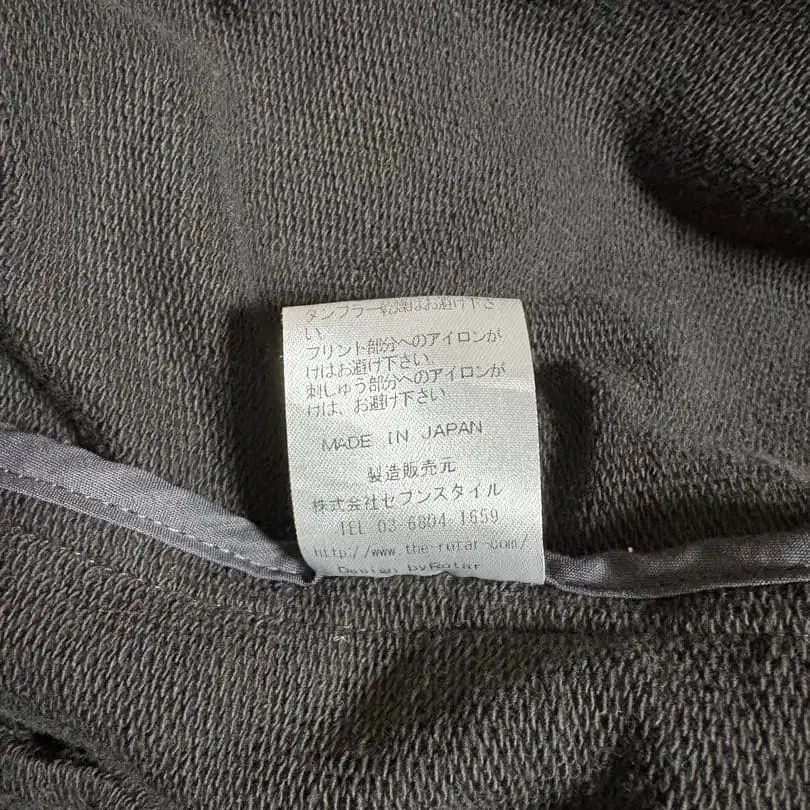 タンブラー乾燥はお避け下さ
い。
プリント部分へのアイロンが
けはお避け下さい。
刺しゅう部分へのアイロンが
けは、お避け下さい
MADE IN JAPAN
製造販売元
株式会社セブンスタイル
TEL 03-6804-1659
http://www.the-rotar-com/
Design byRotar